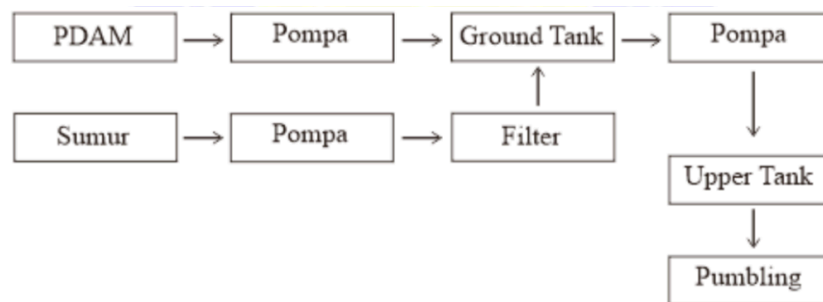 PDAM
Pompa
Ground Tank
Pompa
Sumur
Pompa
Filter
Upper Tank
Pumbling